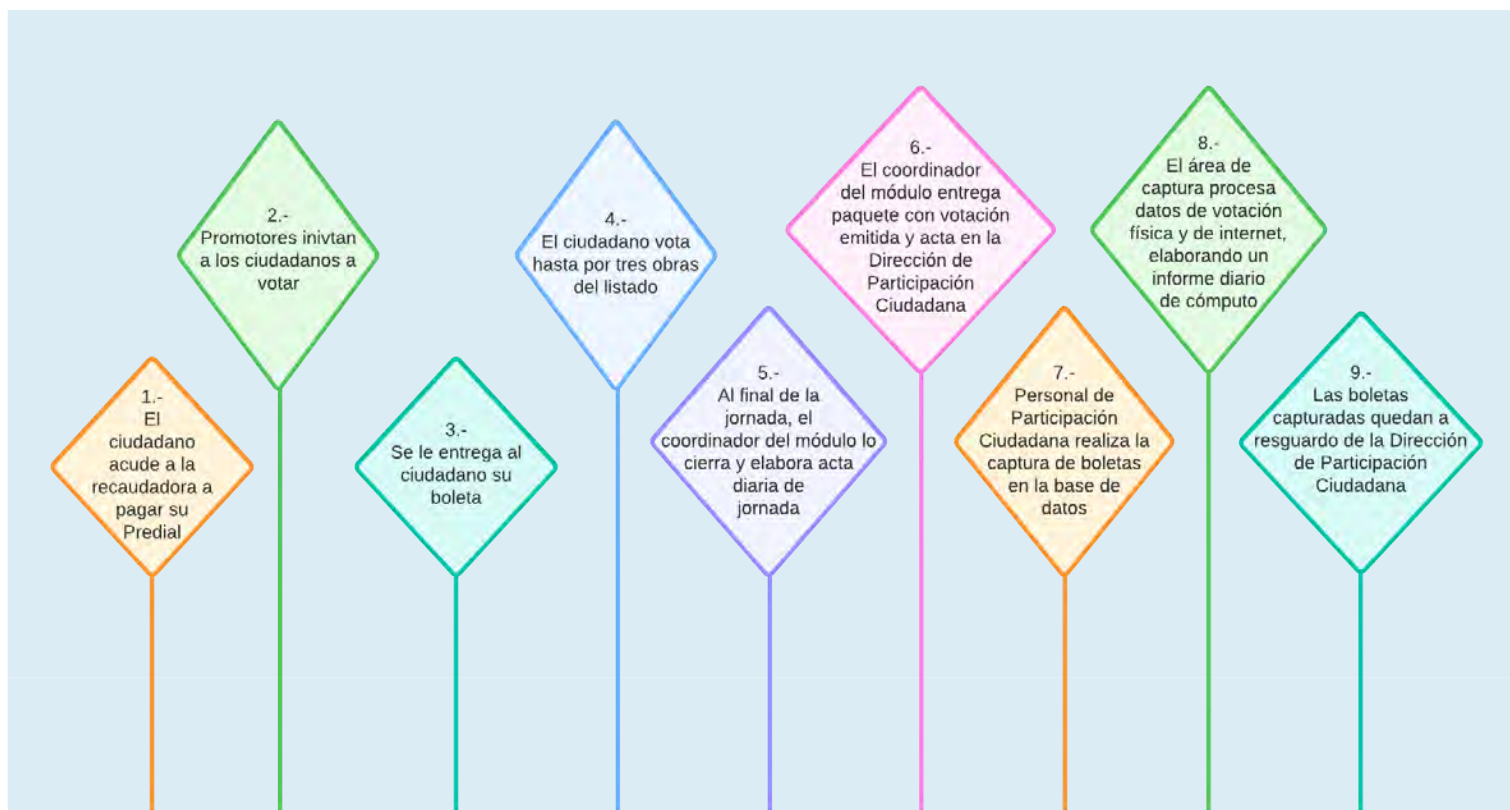 1.-
El
ciudadano
acude a la
recaudadora a
pagar su
Predial
2.-
Promotores inivtan
a los ciudadanos a
votar
3.-
Se le entrega al
ciudadano su
boleta
4.-
El ciudadano vota
hasta por tres obras
del listado
5.-
Al final de la
jornada, el
coordinador del módulo lo
cierra y elabora acta
diaria de
jornada
6.-
El coordinador
del módulo entrega
paquete con votación
emitida y acta en la
Dirección de
Participación
Ciudadana
7.-
Personal de
Participación
Ciudadana realiza la
captura de boletas
en la base de
datos
8.-
El área de
captura procesa
datos de votación
física y de internet,
elaborando un
informe diario
de cómputo
9.-
Las boletas
capturadas quedan a
resguardo de la Dirección
de Participación
Ciudadana